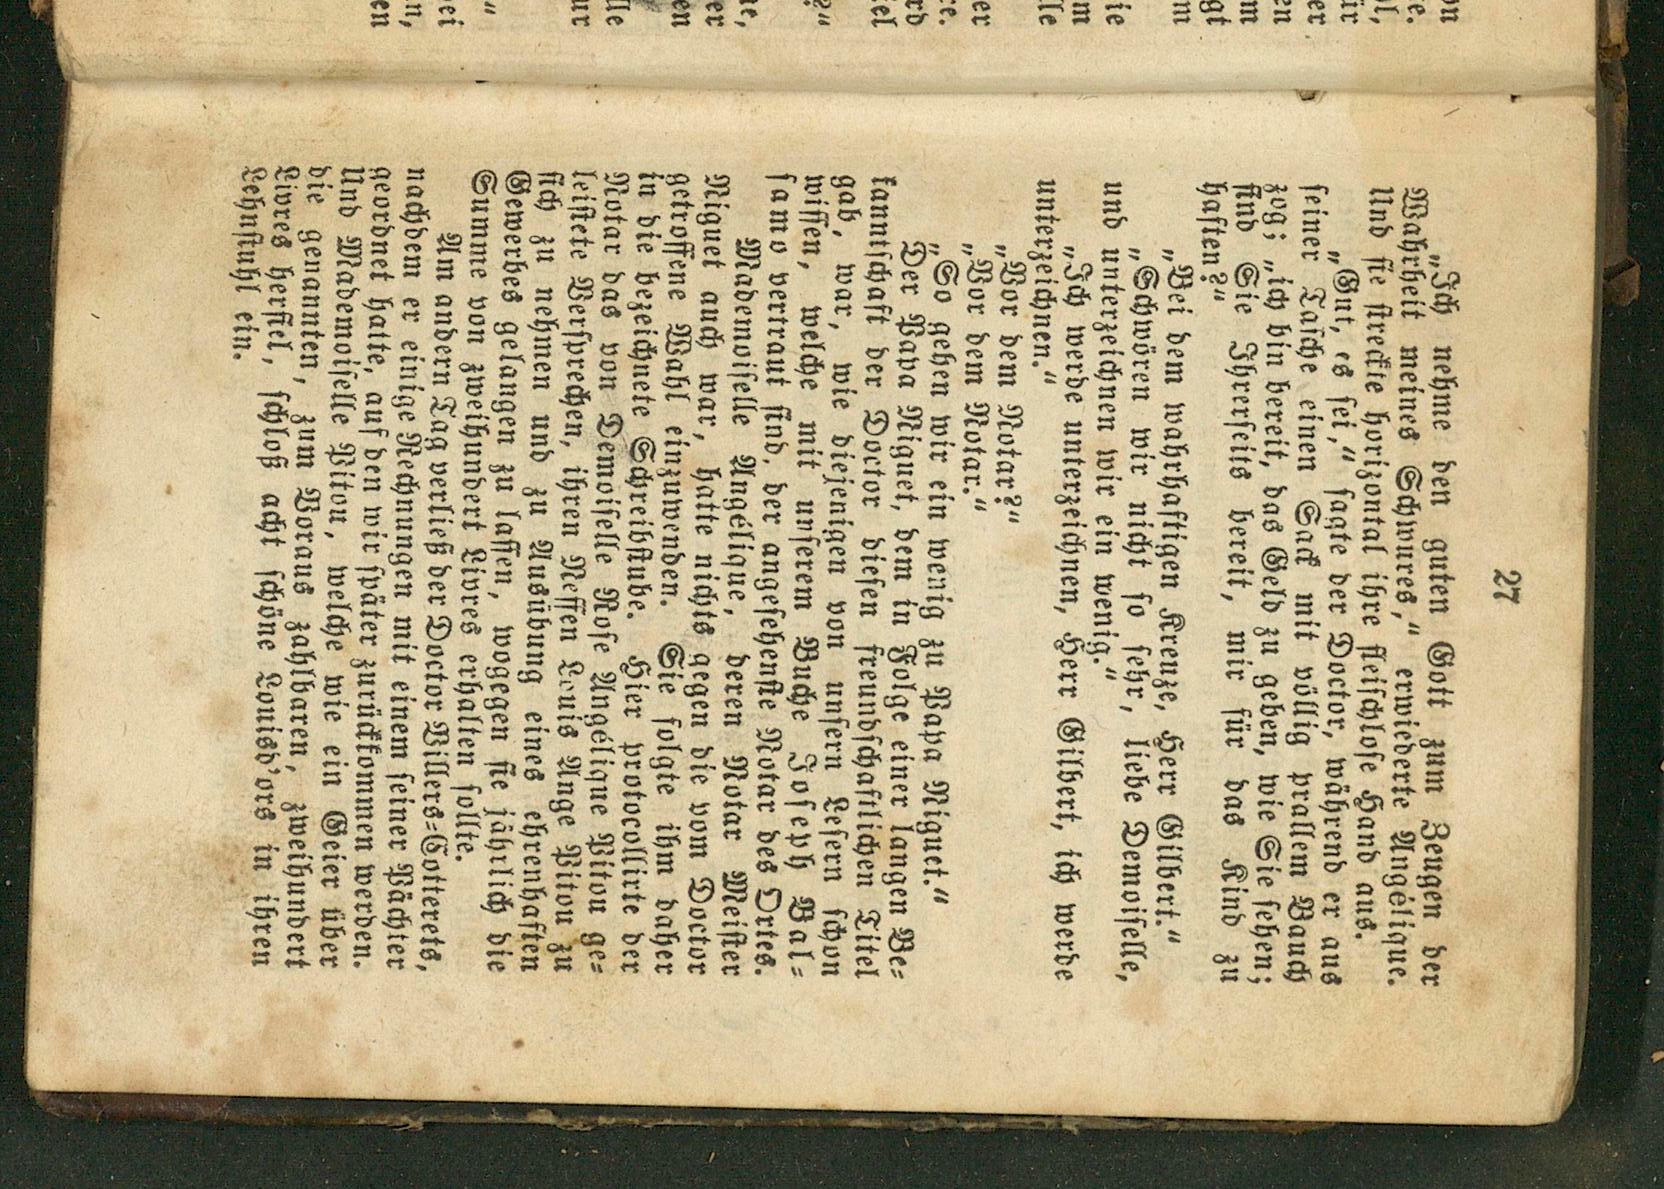 27
„Ich nehme den guten Gott zum Zeugen der
Wahrheit meines Schwures,“ erwiederte Angélique.
Und sie streckte horizontal ihre fleischlose Hand aus.
„Gut, es sei,“ sagte der Doctor, während er aus
seiner Tasche einen Sack mit völlig prallem Bauch
zog; „ich bin bereit, das Geld zu geben, wie Sie sehen;
sind Sie Ihrerseits bereit, mir für das Kind zu
haften?“
„Bei dem wahrhaftigen Kreuze, Herr Gilbert.“
„Schwören wir nicht so sehr, liebe Demoiselle,
und unterzeichnen wir ein wenig.“
„Ich werde unterzeichnen, Herr Gilbert, ich werde
unterzeichnen.“
„Vor dem Notar?“
„Vor dem Notar.“
„So gehen wir ein wenig zu Papa Niguet.“
Der Papa Niguet, dem in Folge einer langen Be=
kanntschaft der Doctor diesen freundschaftlichen Titel
gab, war, wie diejenigen von unsern Lesern schon
wissen, welche mit unserem Buche Joseph Bal=
samo vertraut sind, der angesehenste Notar des Ortes.
Mademoiselle Angélique, deren Notar Meister
Niguet auch war, hatte nichts gegen die vom Doctor
getroffene Wahl einzuwenden. Sie folgte ihm daher
in die bezeichnete Schreibstube. Hier protocollirte der
Notar das von Demoiselle Rose Angélique Pitou ge=
leistete Versprechen, ihren Neffen Louis Ange Pitou zu
sich zu nehmen und zu Ausübung eines ehrenhaften
Gewerbes gelangen zu lassen, wogegen sie jährlich die
Summe von zweihundert Livres erhalten sollte.
Am andern Tag verließ der Doctor Villers=Cotterets,
nachdem er einige Rechnungen mit einem seiner Pächter
geordnet hatte, auf den wir später zurückkommen werden.
Und Mademoiselle Pitou, welche wie ein Geier über
die genannten, zum Voraus zahlbaren, zweihundert
Livres herfiel, schloß acht schöne Louisd'ors in ihren
Lehnstuhl ein.